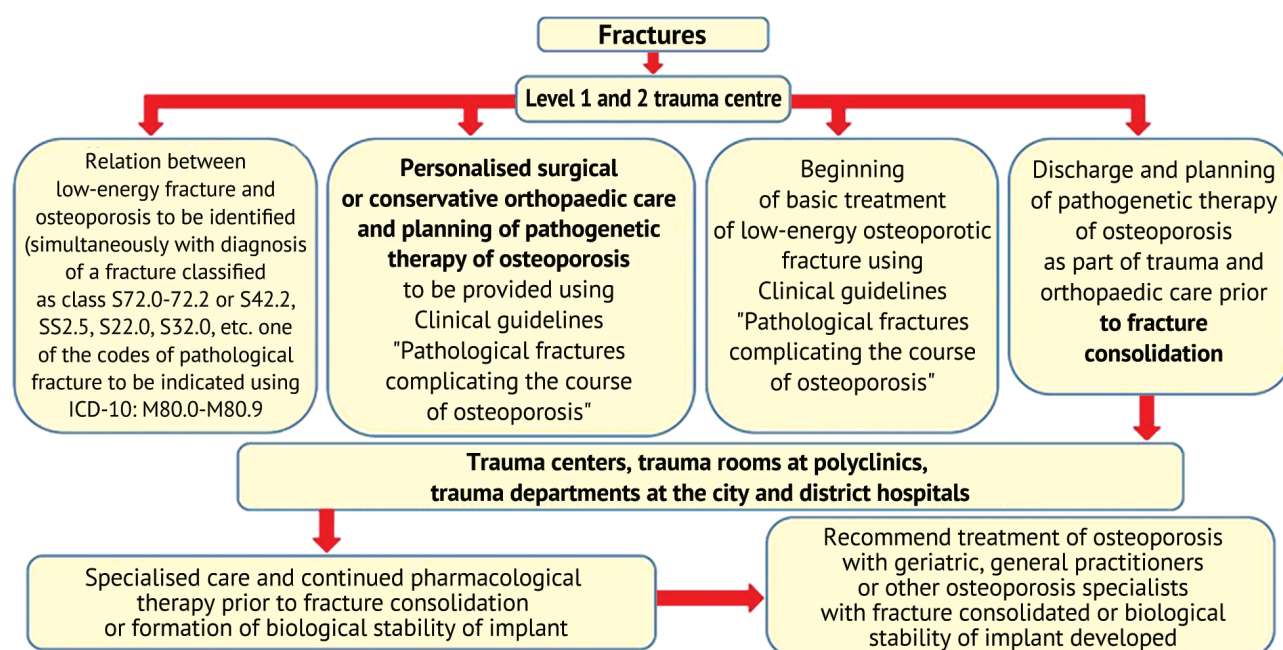 Fractures
Level 1 and 2 trauma centre
Relation between
low-energy fracture and
osteoporosis to be identified
(simultaneously with diagnosis
of a fracture classified
as class S72.0-72.2 or S42.2,
SS2.5, S22.0, S32.0, etc. one
of the codes of pathological
fracture to be indicated using
ICD-10: M80.0-M80.9
Personalised surgical
or conservative orthopaedic care
and planning of pathogenetic
therapy of osteoporosis
to be provided using
Clinical guidelines
"Pathological fractures
complicating the course
of osteoporosis"
Beginning
of basic treatment
of low-energy osteoporotic
fracture using
Clinical guidelines
"Pathological fractures
complicating the course
of osteoporosis"
Discharge and planning
of pathogenetic therapy
of osteoporosis
as part of trauma and
orthopaedic care prior
to fracture
consolidation
Trauma centers, trauma rooms at polyclinics,
trauma departments at the city and district hospitals
Specialised care and continued pharmacological
therapy prior to fracture consolidation
or formation of biological stability of implant
Recommend treatment of osteoporosis
with geriatric, general practitioners
or other osteoporosis specialists
with fracture consolidated or biological
stability of implant developed